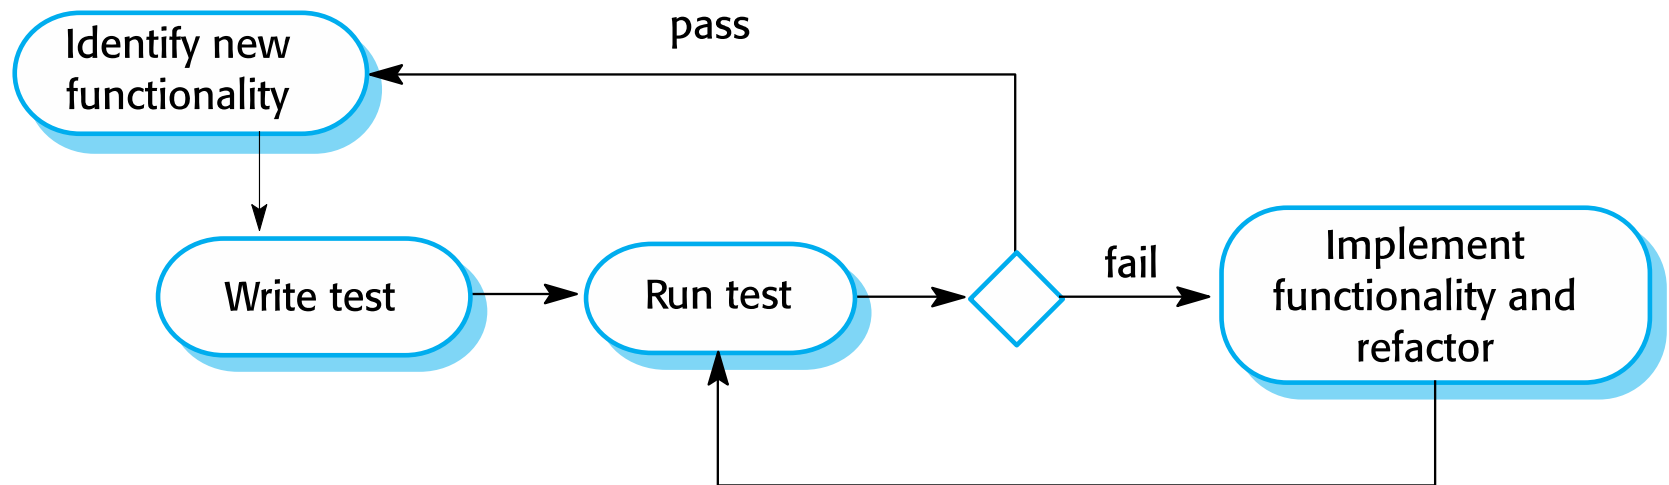 Identify new
functionality
pass
Write test
Run test
fail
Implement
functionality and
refactor